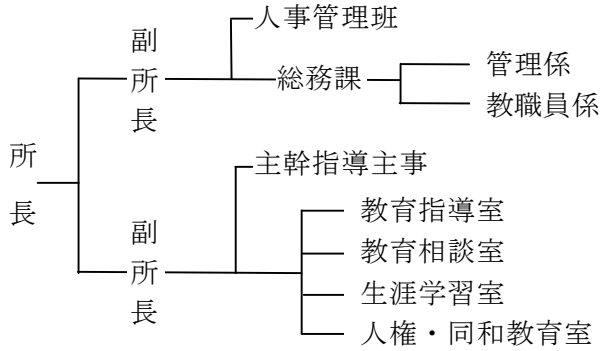 所長
副所長
人事管理班
総務課
管理係
教職員係
副所長
主幹指導主事
教育指導室
教育相談室
生涯学習室
人権・同和教育室